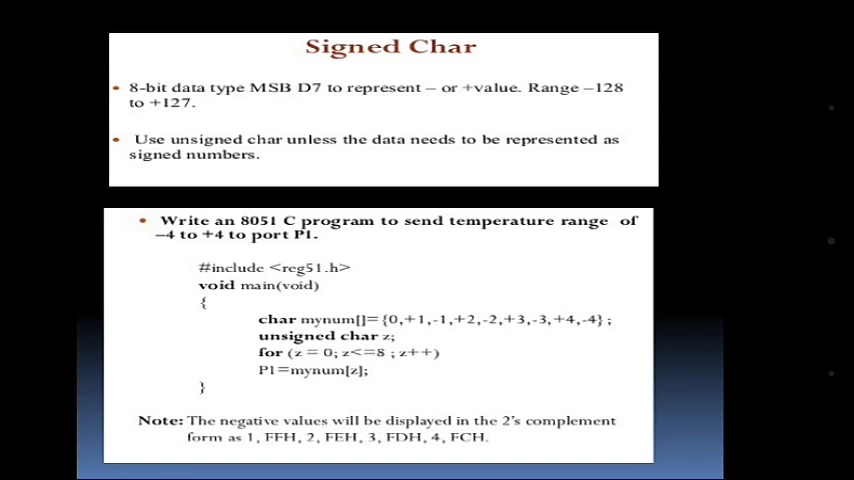 Signed Char
• 8-bit data type MSB D7 to represent – or +value. Range –128
to +127.
• Use unsigned char unless the data needs to be represented as
signed numbers.
• Write an 8051 C program to send temperature range of
–4 to +4 to port P1.
#include <reg51.h>
void main(void)
{
char mynum[]={0,+1,-1,+2,-2,+3,-3,+4,-4};
unsigned char z;
for (z = 0; z<=8 ; z++)
P1=mynum[z];
}
Note: The negative values will be displayed in the 2's complement
form as 1, FFH, 2, FEH, 3, FDH, 4, FCH.